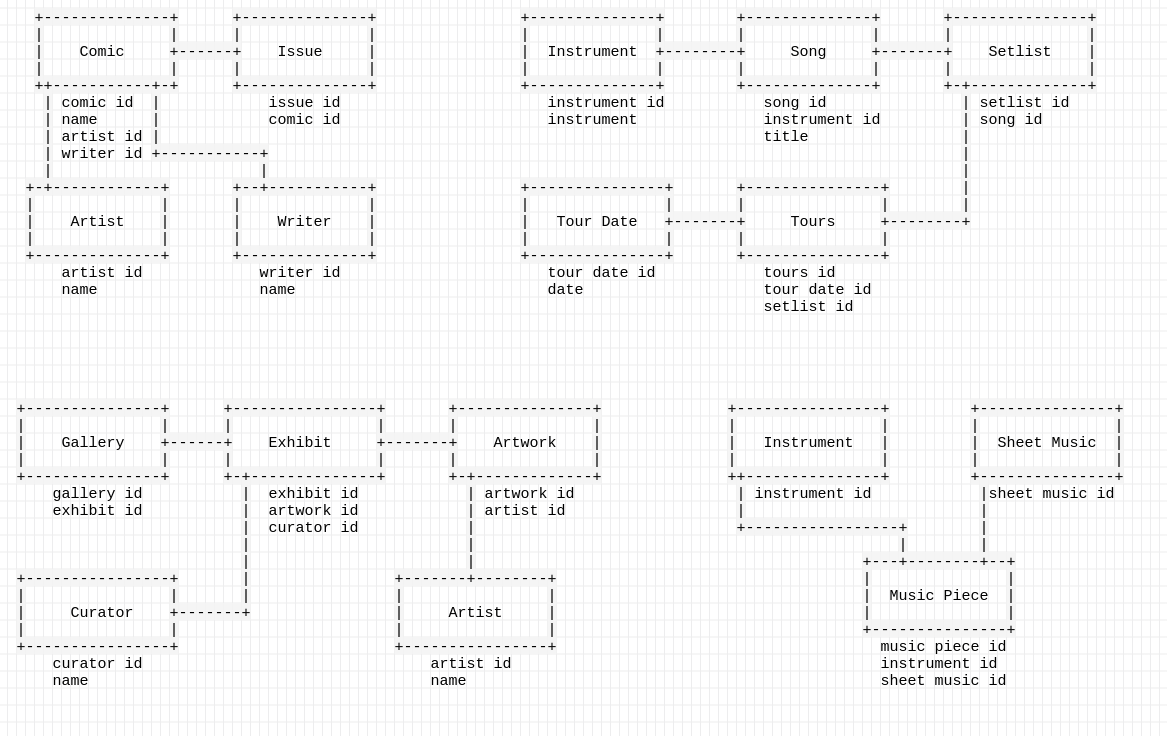 Comic
Issue
comic id
name
artist id
writer id
issue id
comic id
Artist
Writer
artist id
name
writer id
name
Instrument
Song
Setlist
instrument id
instrument
song id
instrument id
title
setlist id
song id
Tour Date
Tours
tour date id
date
tours id
tour date id
setlist id
Gallery
Exhibit
Artwork
gallery id
exhibit id
exhibit id
artwork id
curator id
artwork id
artist id
Curator
Artist
curator id
name
artist id
name
Instrument
Sheet Music
instrument id
sheet music id
Music Piece
music piece id
instrument id
sheet music id